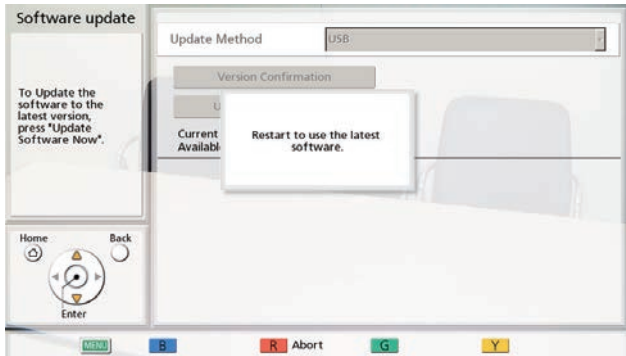 Software update
To Update the
software to the
latest version,
press "Update
Software Now".
Update Method
USB
Version Confirmation
U
Current
Availabl
Restart to use the latest
software.
Home
Back
Enter
MENU
B
R Abort
G
Y